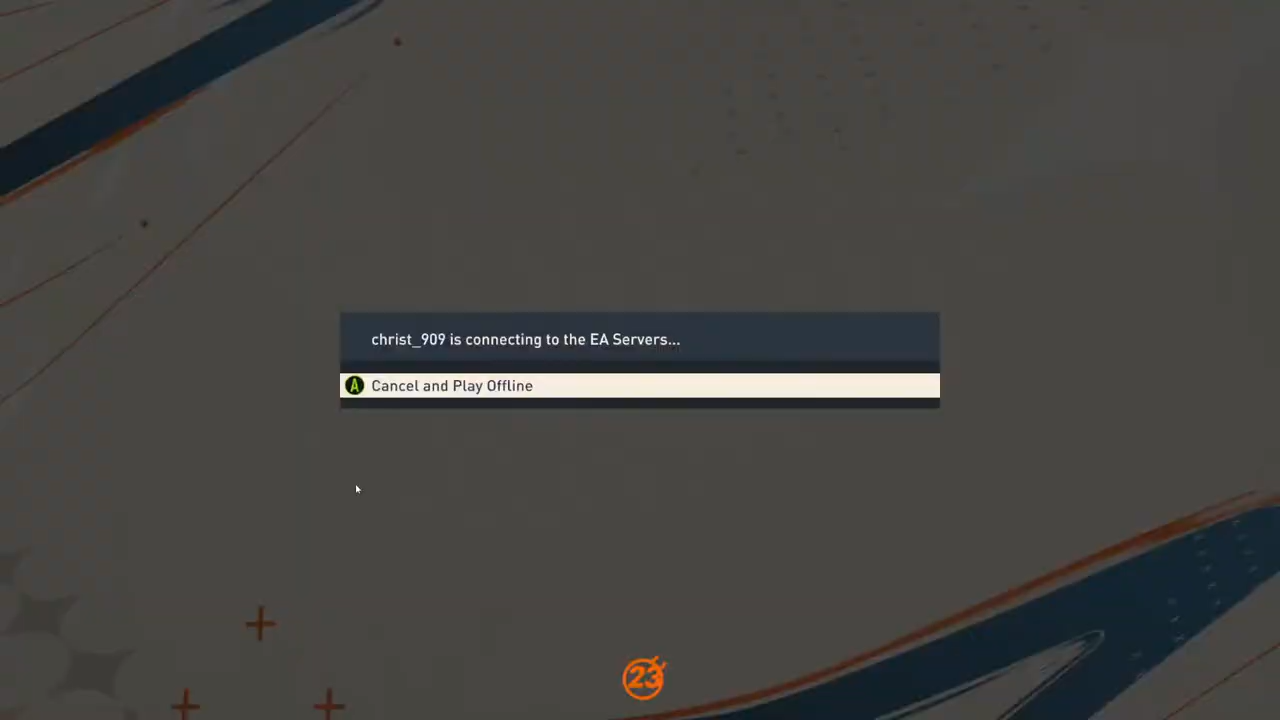 christ_909 is connecting to the EA Servers...
A Cancel and Play Offline
23